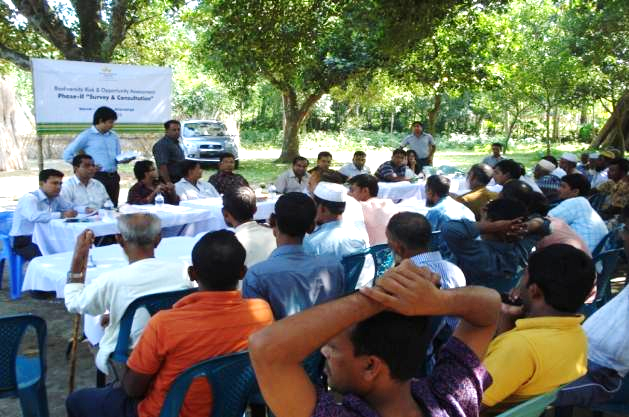 Biodiversity Risk & Opportunity Assessment
Phase-II "Survey & Consultation"